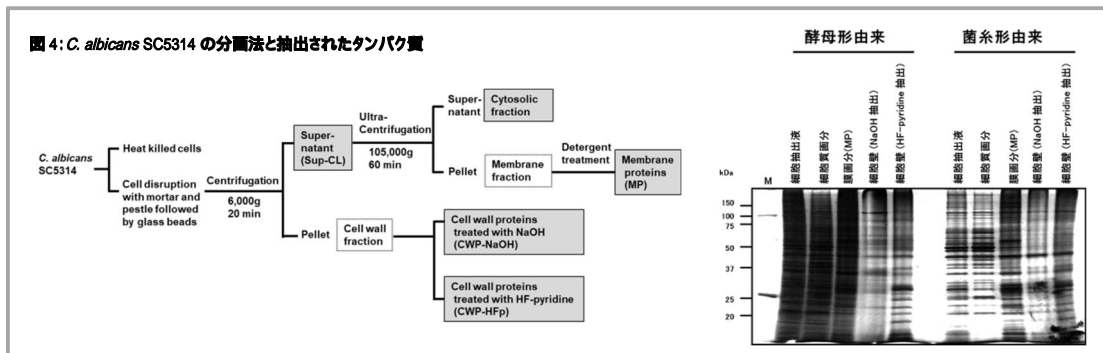 図 4: C. albicans SC5314 の分画法と抽出されたタンパク質
C. albicans
SC5314
Heat killed cells
Cell disruption
with mortar and
pestle followed
by glass beads
Centrifugation
6,000g
20 min
Super-
natant
(Sup-CL)
Ultra-
Centrifugation
105,000g
60 min
Super-
natant
Cytosolic
fraction
Pellet
Membrane
fraction
Detergent
treatment
Membrane
proteins
(MP)
Pellet
Cell wall
fraction
Cell wall proteins
treated with NaOH
(CWP-NaOH)
Cell wall proteins
treated with HF-pyridine
(CWP-HFp)
酵母形由来
菌糸形由来
細胞抽出液
細胞質画分
膜画分(MP)
細胞壁 (NaOH 抽出)
細胞壁 (HF-pyridine 抽出)
細胞抽出液
細胞質画分
膜画分(MP)
細胞壁 (NaOH 抽出)
細胞壁 (HF-pyridine 抽出)
kDa
M
150
100
75
50
37
25
20